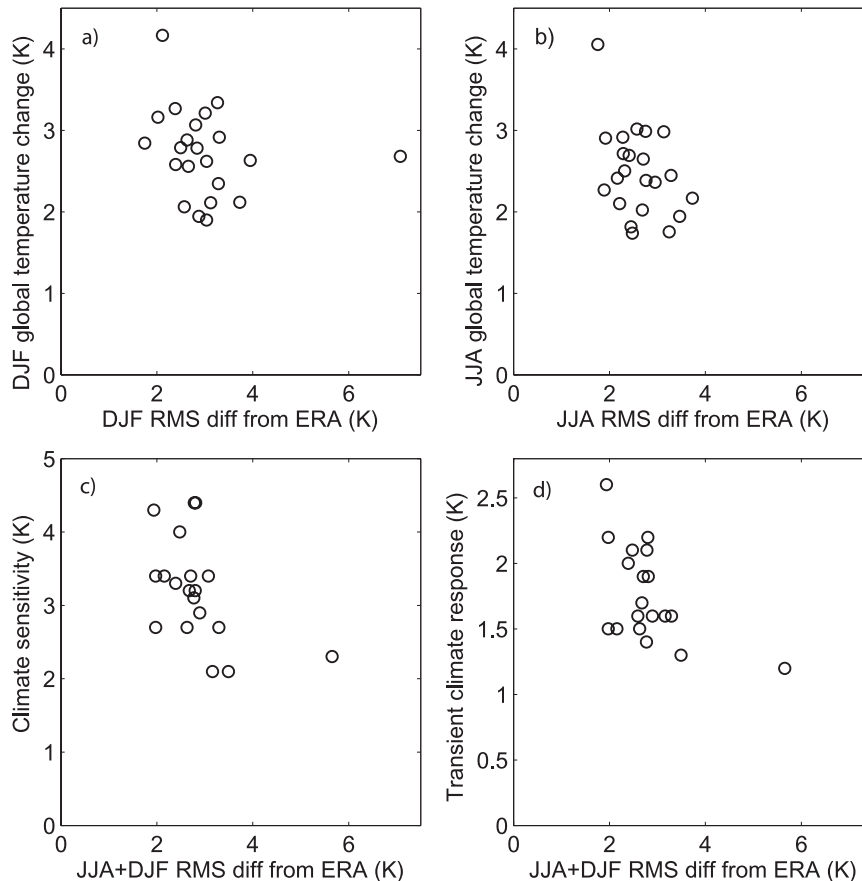 a)
DJF global temperature change (K)
4
3
2
1
0
0 2 4 6
DJF RMS diff from ERA (K)
b)
JJA global temperature change (K)
4
3
2
1
0
0 2 4 6
JJA RMS diff from ERA (K)
c)
Climate sensitivity (K)
5
4
3
2
1
0
0 2 4 6
JJA+DJF RMS diff from ERA (K)
d)
Transient climate response (K)
2.5
2
1.5
1
0.5
0
0 2 4 6
JJA+DJF RMS diff from ERA (K)